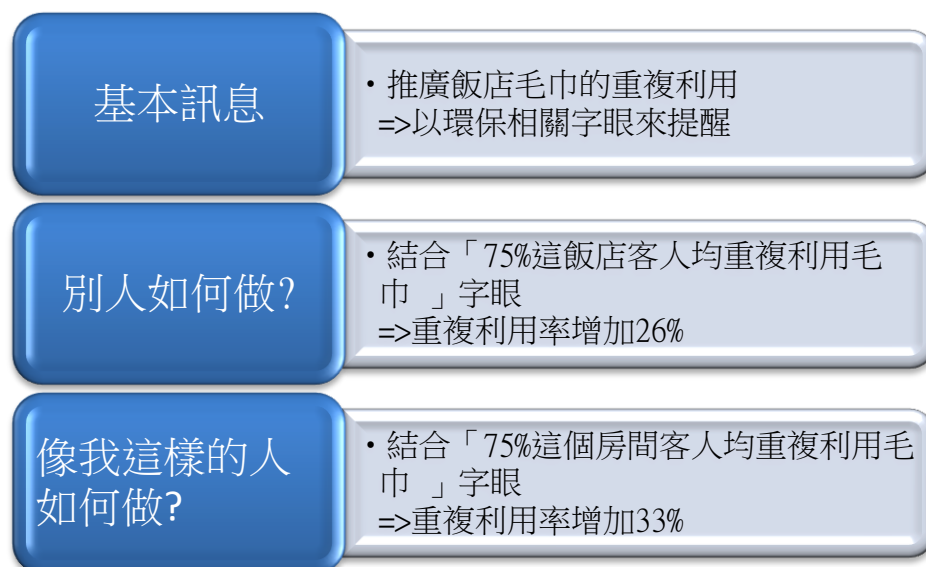 基本訊息
・推廣飯店毛巾的重複利用
=>以環保相關字眼來提醒
別人如何做?
・結合「75%這飯店客人均重複利用毛
巾 」字眼
=>重複利用率增加26%
像我這樣的人
如何做?
・結合「75%這個房間客人均重複利用毛
巾 」字眼
=>重複利用率增加33%